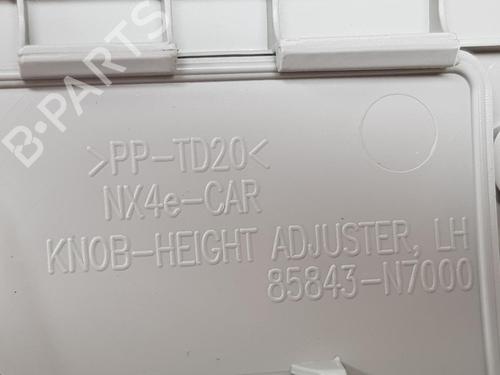 B-PARTS
>PP-TD20<
NX4e-CAR
KNOB-HEIGHT ADJUSTER, LH
85843-N7000